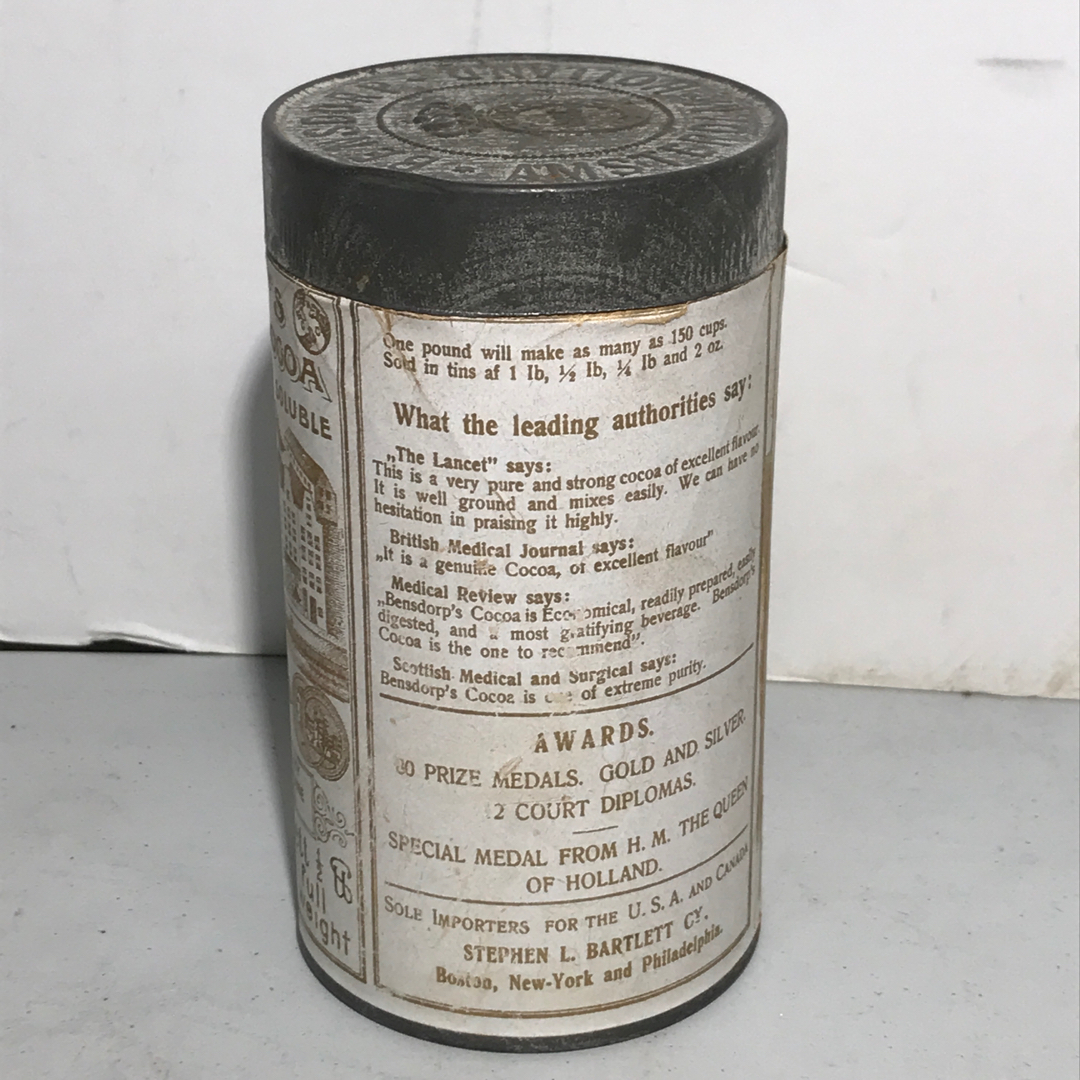 AMSTE
OA
OLUBLE
ull
eight
One pound will make as many as 150 cups.
Sold in tins af 1 lb, ½ lb, ¼ lb and 2 oz.
What the leading authorities say:
„The Lancet” says:
This is a very pure and strong cocoa of excellent flavour.
It is well ground and mixes easily. We can have no
hesitation in praising it highly.
British Medical Journal says:
„It is a genuine Cocoa, of excellent flavour”
Medical Review says:
„Bensdorp's Cocoa is Economical, readily prepared, easily
digested, and a most gratifying beverage. Bensdorp's
Cocoa is the one to recommend”.
Scottish Medical and Surgical says:
Bensdorp's Cocoa is one of extreme purity.
AWARDS.
PRIZE MEDALS. GOLD AND SILVER.
2 COURT DIPLOMAS.
SPECIAL MEDAL FROM H. M. THE QUEEN
OF HOLLAND.
SOLE IMPORTERS FOR THE U. S. A. AND CANADA
STEPHEN L. BARTLETT CY.
Boston, New-York and Philadelphia.